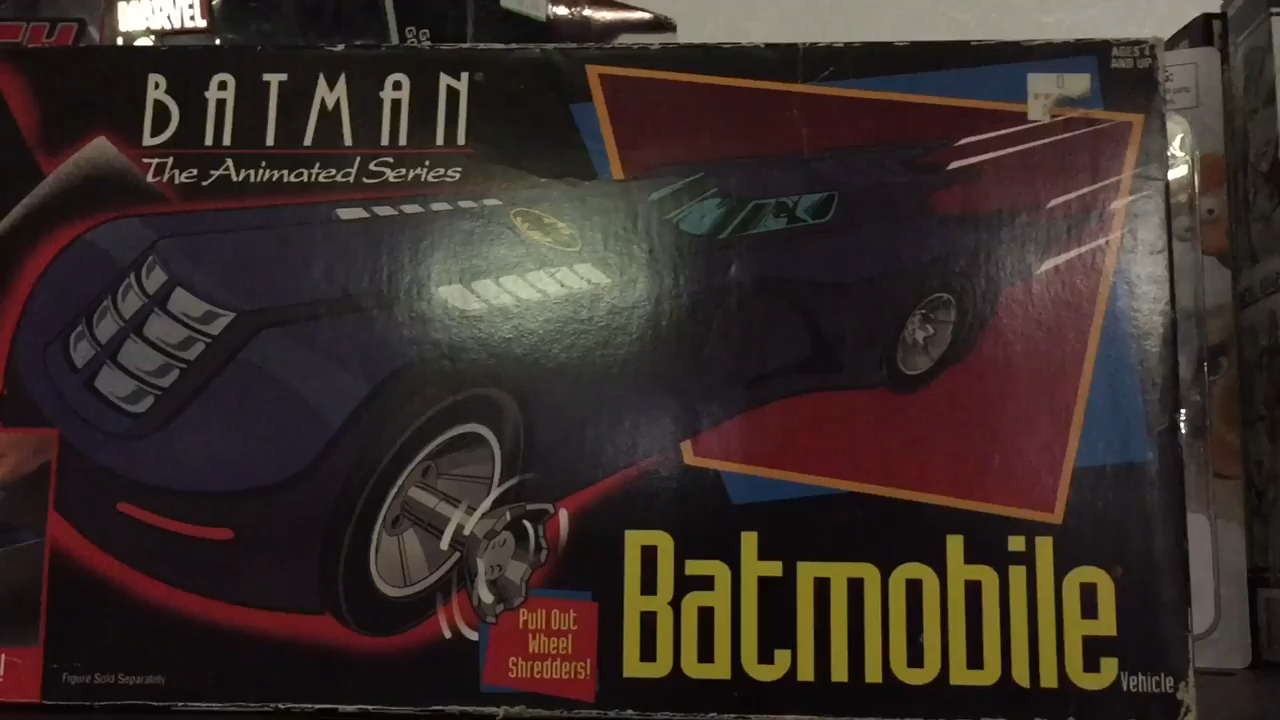 MARVEL
BATMAN
The Animated Series
AGES 4
AND UP
Pull Out
Wheel
Shredders!
Batmobile
Vehicle
Figure Sold Separately